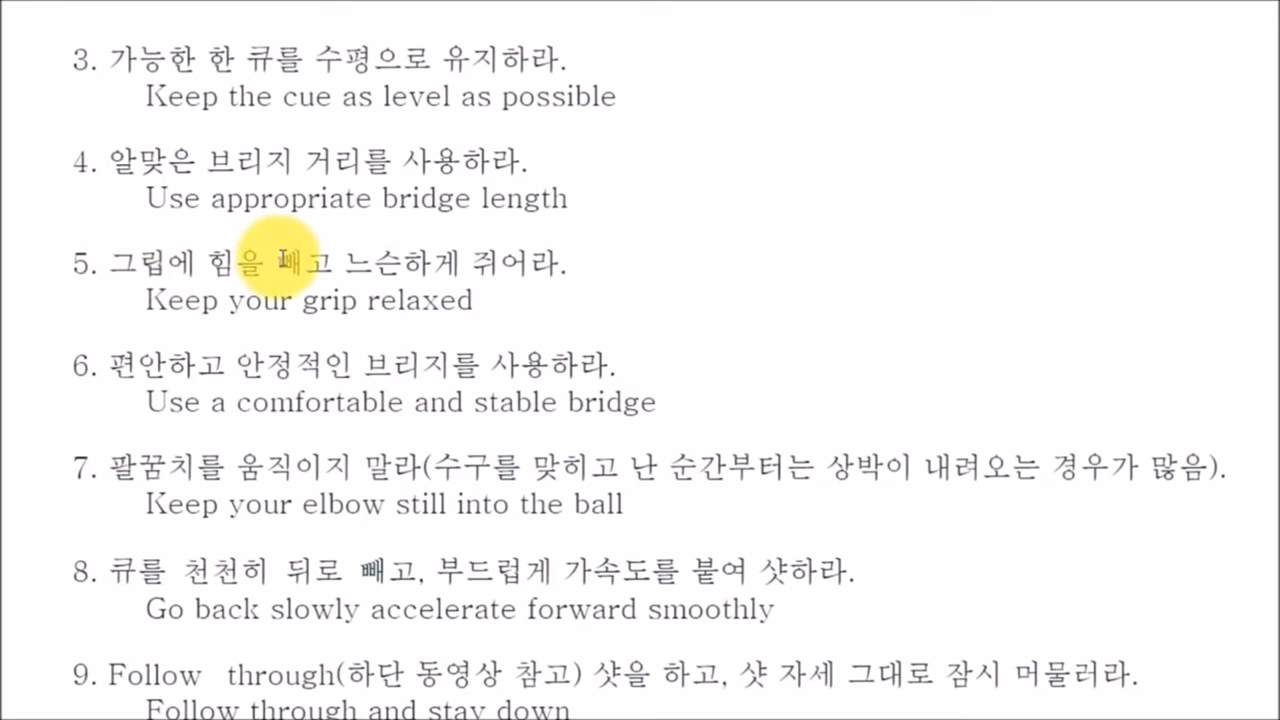 3. 가능한 한 큐를 수평으로 유지하라.
Keep the cue as level as possible
4. 알맞은 브리지 거리를 사용하라.
Use appropriate bridge length
5. 그립에 힘을 빼고 느슨하게 쥐어라.
Keep your grip relaxed
6. 편안하고 안정적인 브리지를 사용하라.
Use a comfortable and stable bridge
7. 팔꿈치를 움직이지 말라(수구를 맞히고 난 순간부터는 상박이 내려오는 경우가 많음).
Keep your elbow still into the ball
8. 큐를 천천히 뒤로 빼고, 부드럽게 가속도를 붙여 샷하라.
Go back slowly accelerate forward smoothly
9. Follow through(하단 동영상 참고) 샷을 하고, 샷 자세 그대로 잠시 머물러라.
Follow through and stay down